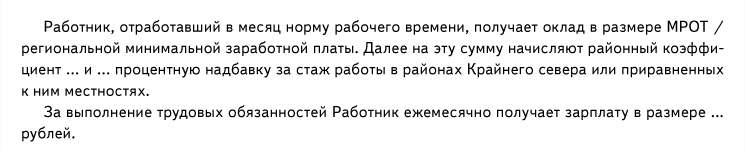 Работник, отработавший в месяц норму рабочего времени, получает оклад в размере МРОТ /
региональной минимальной заработной платы. Далее на эту сумму начисляют районный коэффи-
циент ... и ... процентную надбавку за стаж работы в районах Крайнего севера или приравненных
к ним местностях.
За выполнение трудовых обязанностей Работник ежемесячно получает зарплату в размере ...
рублей.